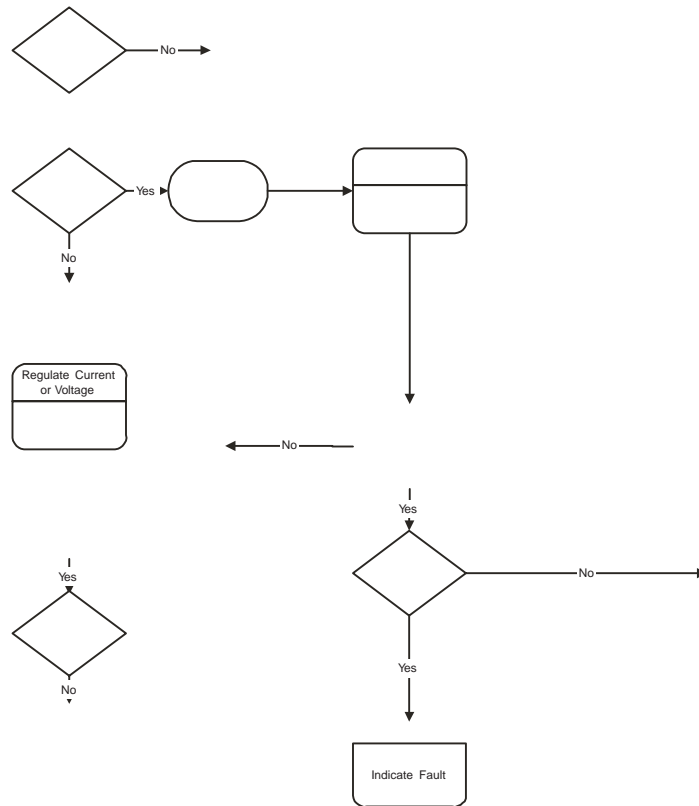 No
Yes
No
Regulate Current
or Voltage
No
Yes
No
Yes
No
Yes
Indicate Fault